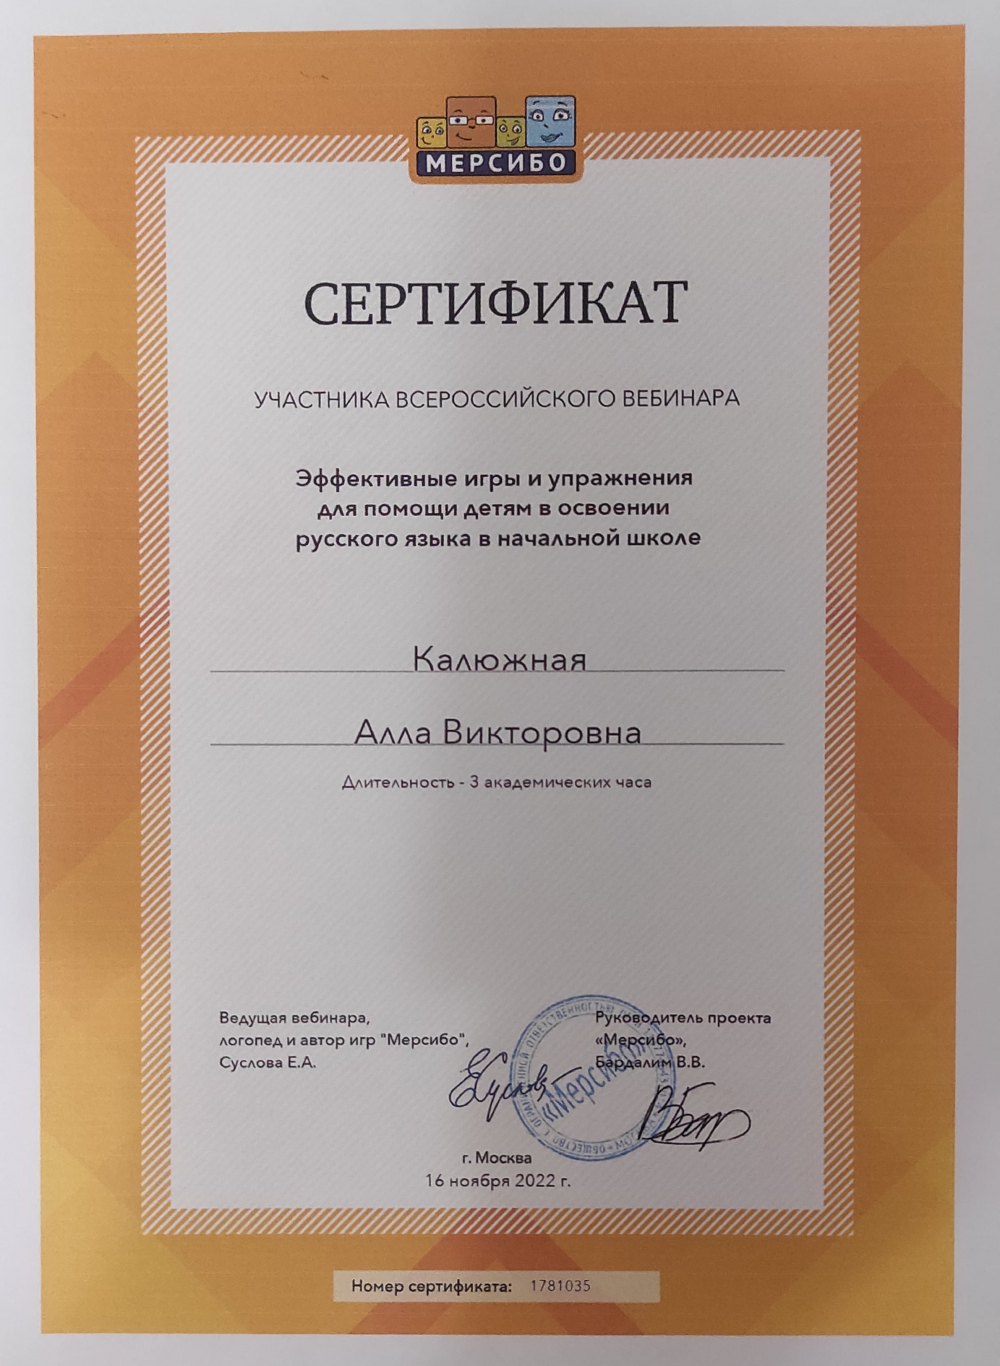 МЕРСИБО
СЕРТИФИКАТ
УЧАСТНИКА ВСЕРОССИЙСКОГО ВЕБИНАРА
Эффективные игры и упражнения
для помощи детям в освоении
русского языка в начальной школе
Калюжная
Алла Викторовна
Длительность - 3 академических часа
Ведущая вебинара,
логопед и автор игр "Мерсибо",
Суслова Е.А.
Руководитель проекта
«Мерсибо»,
Бардалим В.В.
«Мерсибо»
г. Москва
16 ноября 2022 г.
Номер сертификата: 1781035